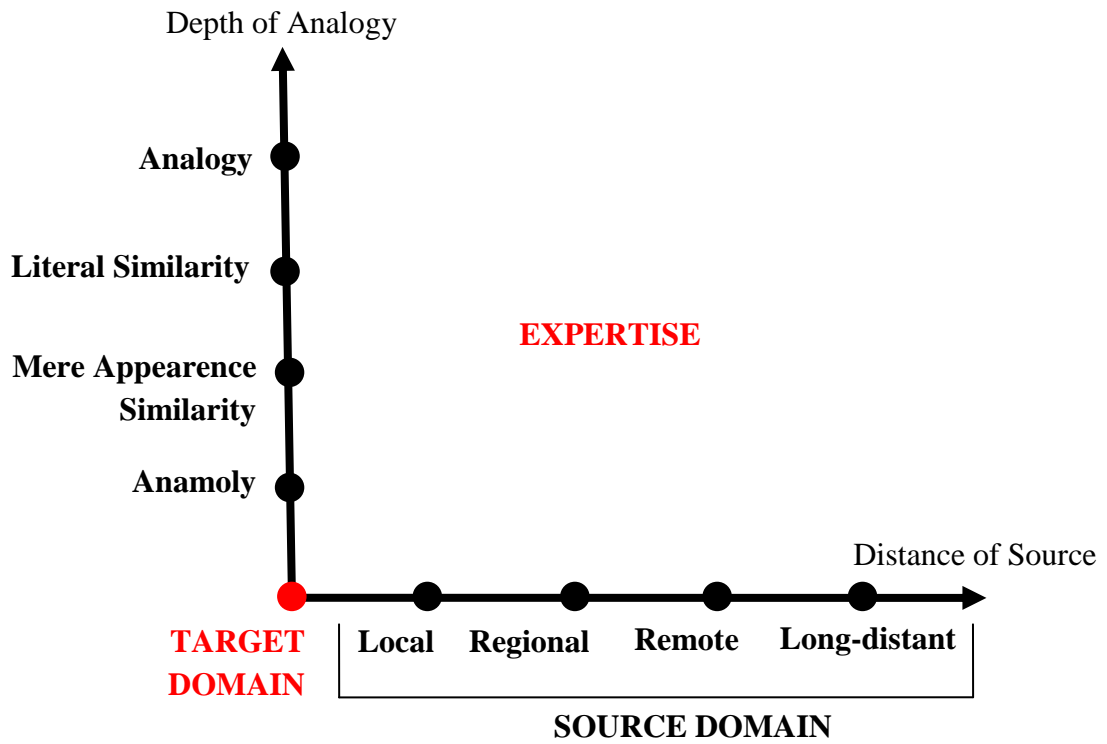 Depth of Analogy
Analogy
Literal Similarity
EXPERTISE
Mere Appearence
Similarity
Anamoly
Distance of Source
TARGET
DOMAIN
Local
Regional
Remote
Long-distant
SOURCE DOMAIN